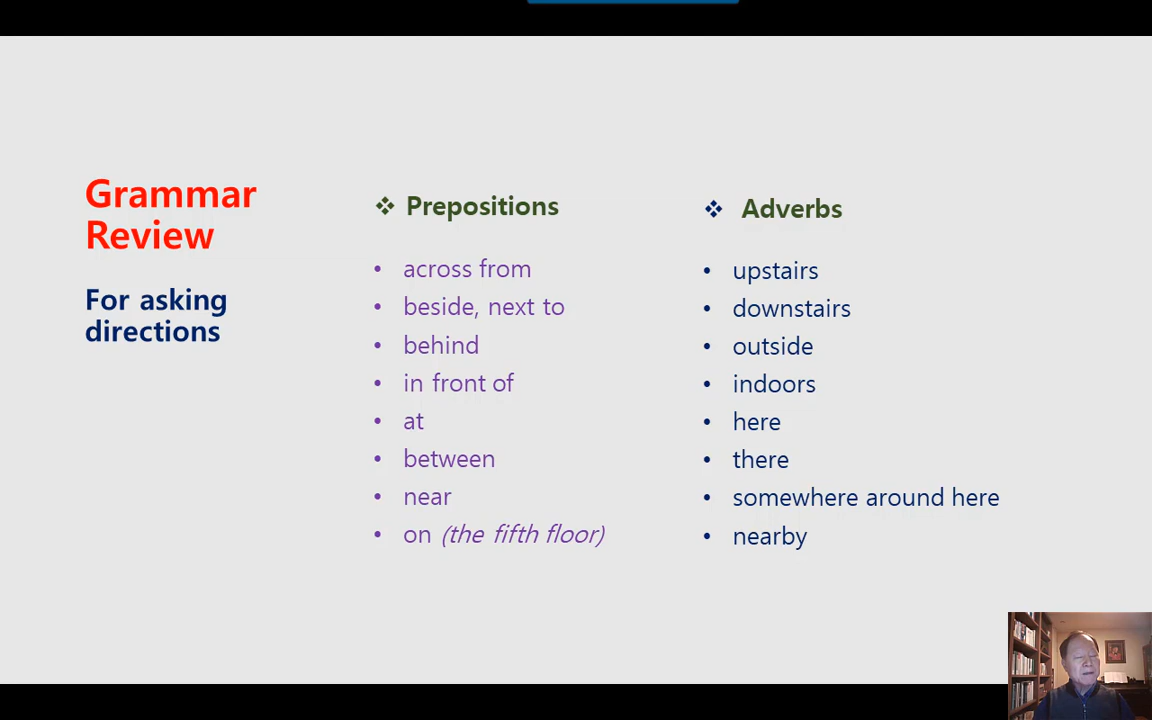 Grammar
Review
For asking
directions
❖ Prepositions
• across from
• beside, next to
• behind
• in front of
• at
• between
• near
• on (the fifth floor)
❖ Adverbs
• upstairs
• downstairs
• outside
• indoors
• here
• there
• somewhere around here
• nearby